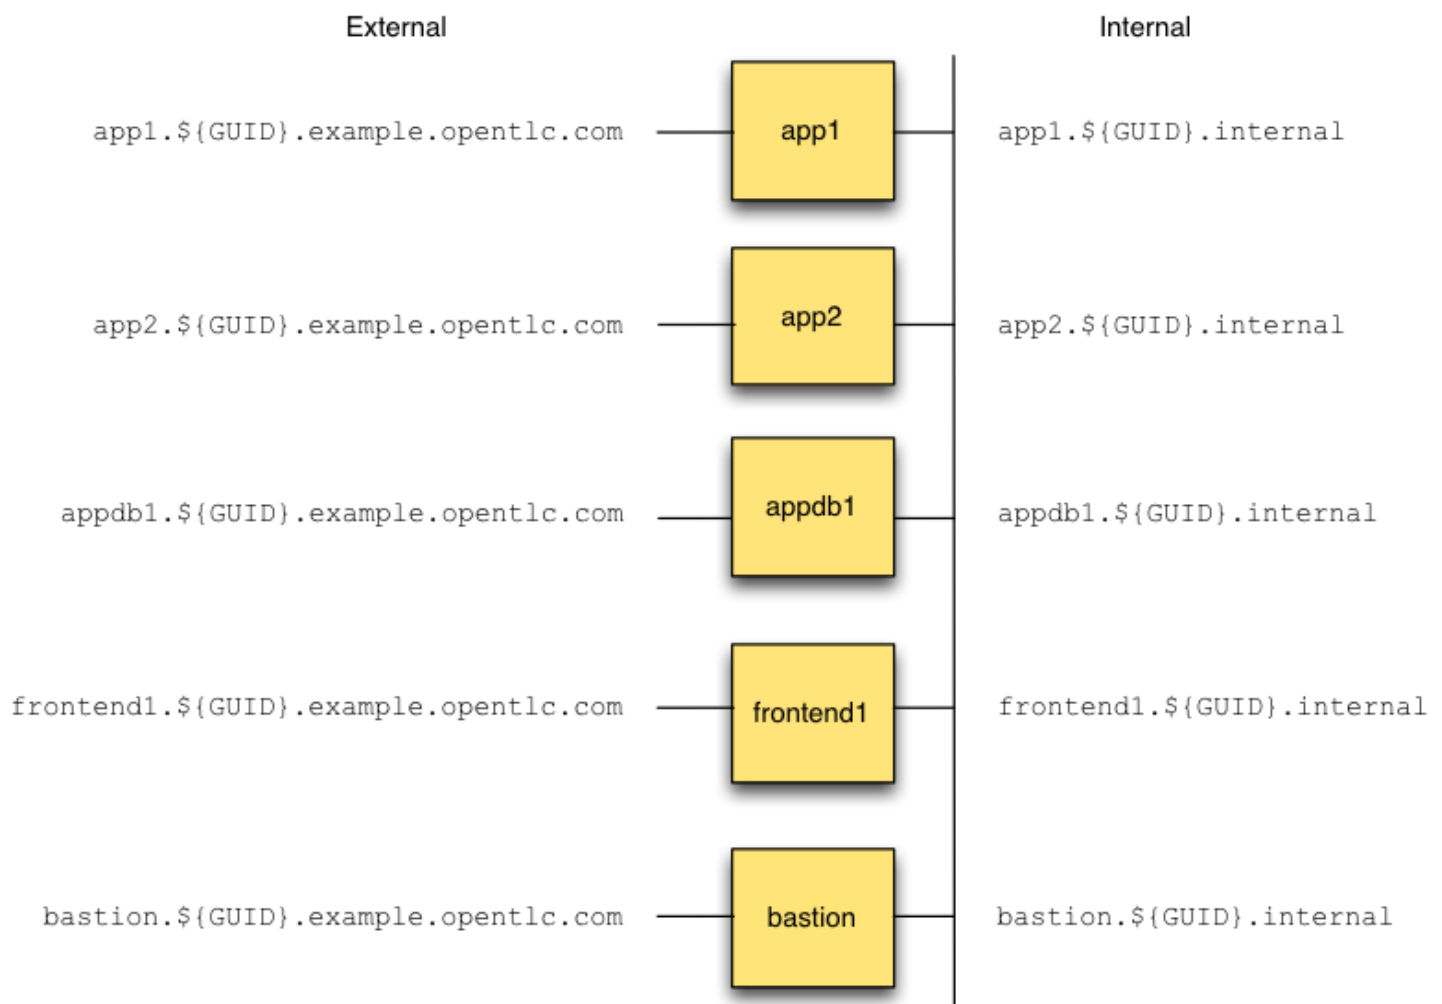 External Internal
app1.${GUID}.example.opentlc.com app1 app1.${GUID}.internal
app2.${GUID}.example.opentlc.com app2 app2.${GUID}.internal
appdb1.${GUID}.example.opentlc.com appdb1 appdb1.${GUID}.internal
frontend1.${GUID}.example.opentlc.com frontend1 frontend1.${GUID}.internal
bastion.${GUID}.example.opentlc.com bastion bastion.${GUID}.internal